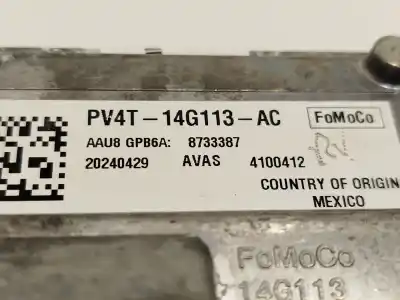 PV4T-14G113-AC FoMoCo
AAU8 GPB6A: 8733387
20240429 AVAS 4100412
COUNTRY OF ORIGIN
MEXICO
FoMoCo
14G113